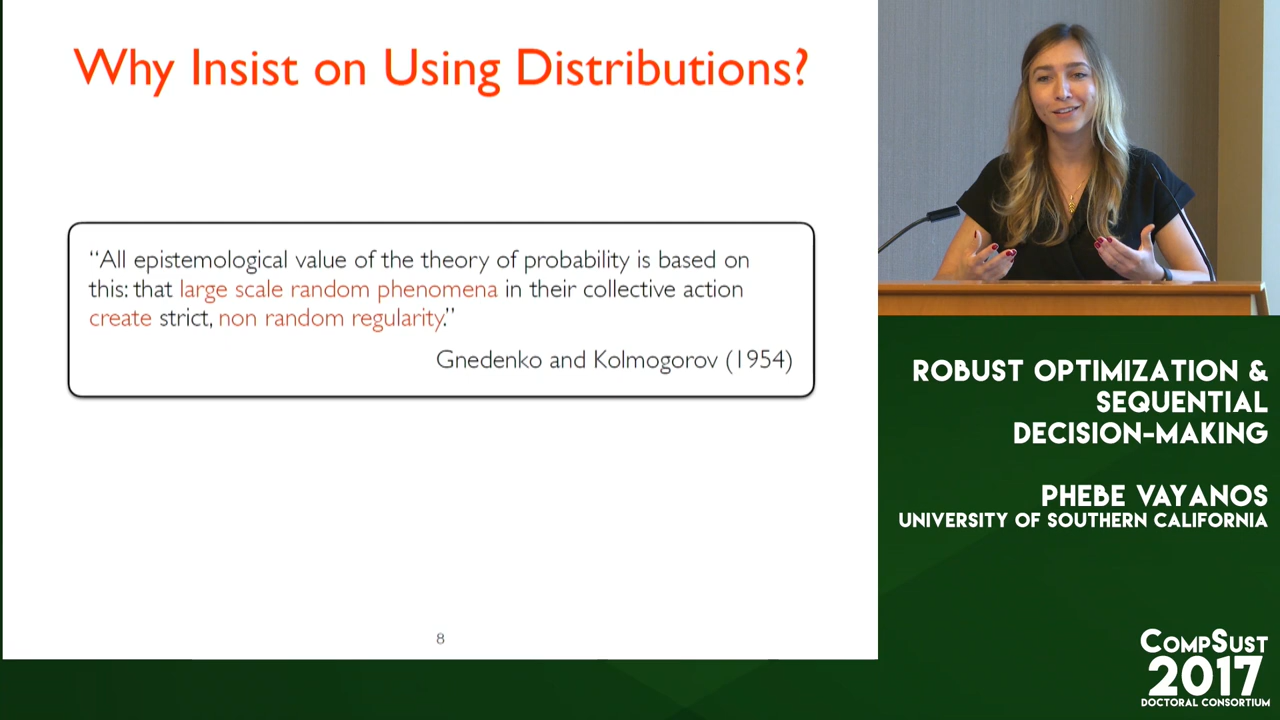 Why Insist on Using Distributions?
“All epistemological value of the theory of probability is based on
this: that large scale random phenomena in their collective action
create strict, non random regularity.”
Gnedenko and Kolmogorov (1954)
8
ROBUST OPTIMIZATION &
SEQUENTIAL
DECISION-MAKING
PHEBE VAYANOS
UNIVERSITY OF SOUTHERN CALIFORNIA
COMPSUST
2017
DOCTORAL CONSORTIUM